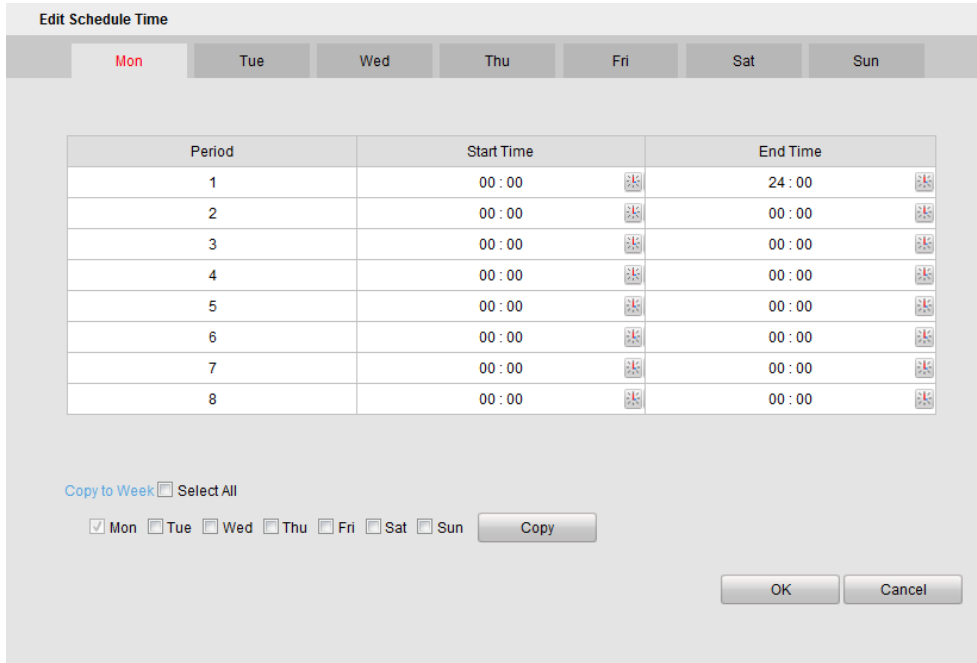 Edit Schedule Time
Mon Tue Wed Thu Fri Sat Sun
Period Start Time End Time
1 00 : 00 24 : 00
2 00 : 00 00 : 00
3 00 : 00 00 : 00
4 00 : 00 00 : 00
5 00 : 00 00 : 00
6 00 : 00 00 : 00
7 00 : 00 00 : 00
8 00 : 00 00 : 00
Copy to Week Select All
Mon Tue Wed Thu Fri Sat Sun Copy
OK Cancel